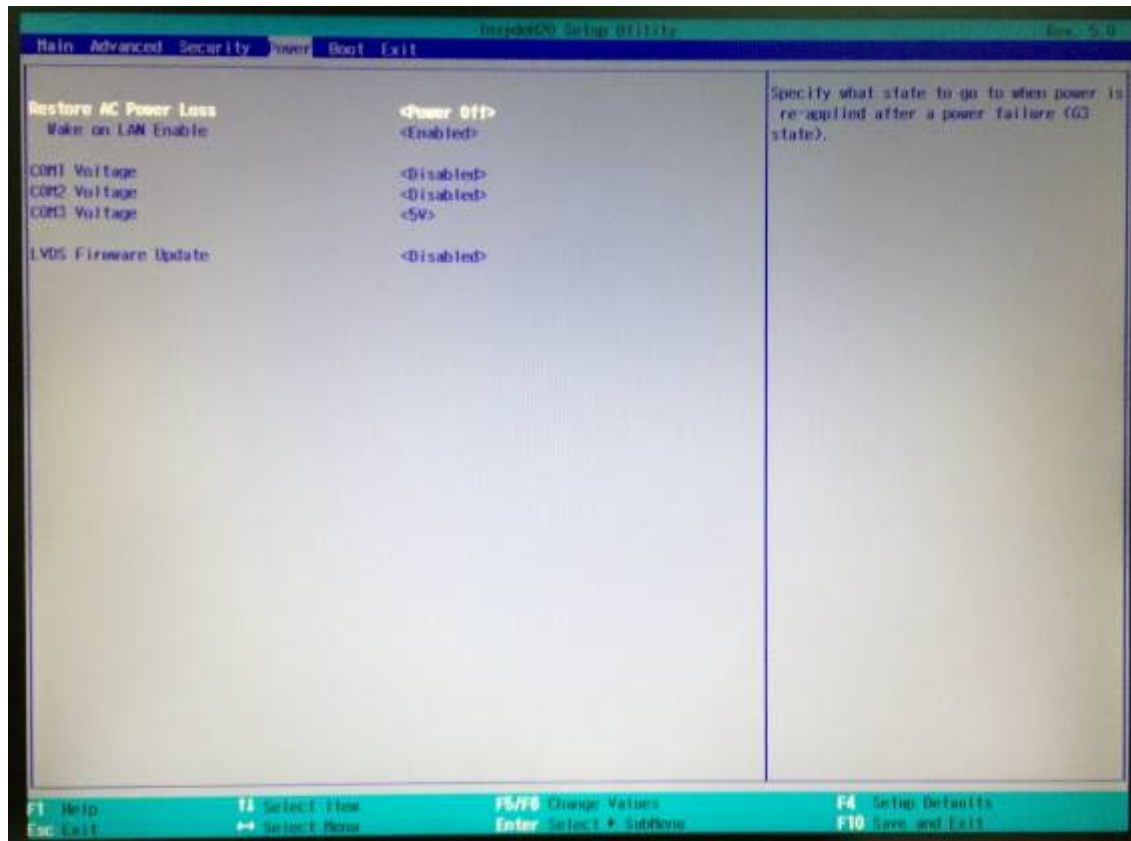 InsydeH20 Setup Utility Rev. 5.0
Main Advanced Security Power Boot Exit
Restore AC Power Loss <Power Off>
Wake on LAN Enable <Enabled>
COM1 Voltage <Disabled>
COM2 Voltage <Disabled>
COM3 Voltage <5V>
LVDS Firmware Update <Disabled>
Specify what state to go to when power is
re-applied after a power failure (G3
state).
F1 Help ↑↓ Select Item F5/F6 Change Values F4 Setup Defaults
Esc Exit ↔ Select Menu Enter Select ▸ SubMenu F10 Save and Exit